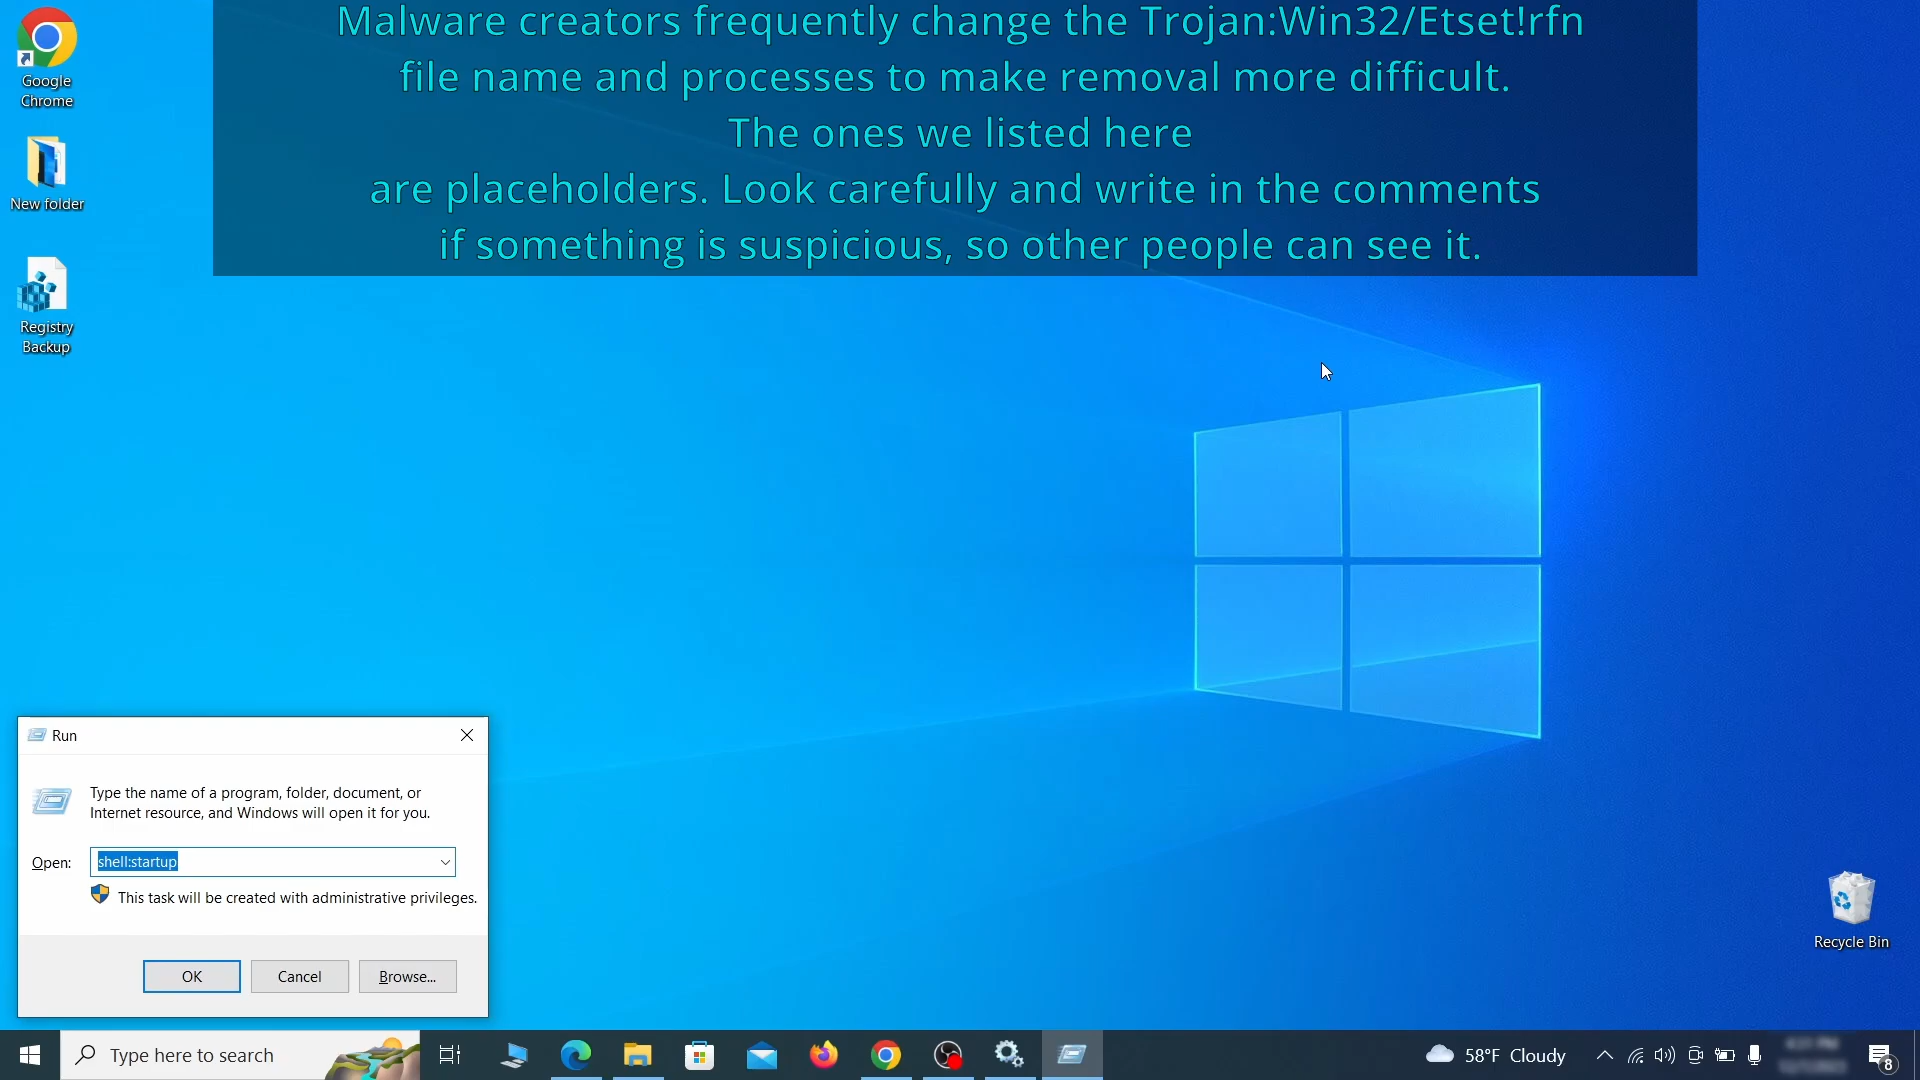 Malware creators frequently change the Trojan:Win32/Etset!rfn
file name and processes to make removal more difficult.
The ones we listed here
are placeholders. Look carefully and write in the comments
if something is suspicious, so other people can see it.
Google
Chrome
New folder
Registry
Backup
Run
Type the name of a program, folder, document, or
Internet resource, and Windows will open it for you.
Open:
shell:startup
This task will be created with administrative privileges.
OK
Cancel
Browse...
Recycle Bin
Type here to search
58°F Cloudy
8